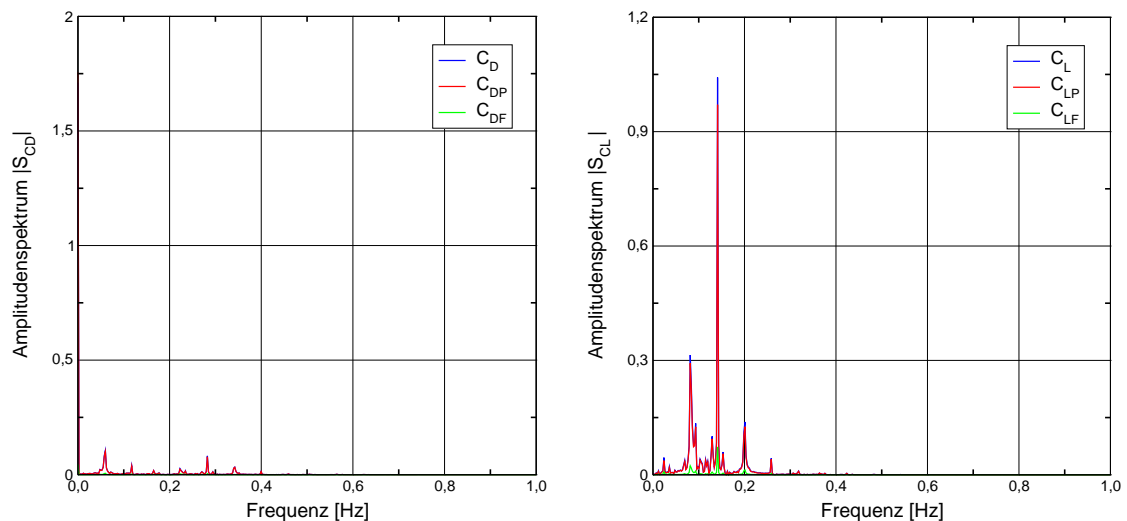 2
1,5
1
0,5
0
0,0 0,2 0,4 0,6 0,8 1,0
Amplitudenspektrum |S_CD|
Frequenz [Hz]
C_D
C_DP
C_DF
1,2
0,9
0,6
0,3
0
0,0 0,2 0,4 0,6 0,8 1,0
Amplitudenspektrum |S_CL|
Frequenz [Hz]
C_L
C_LP
C_LF